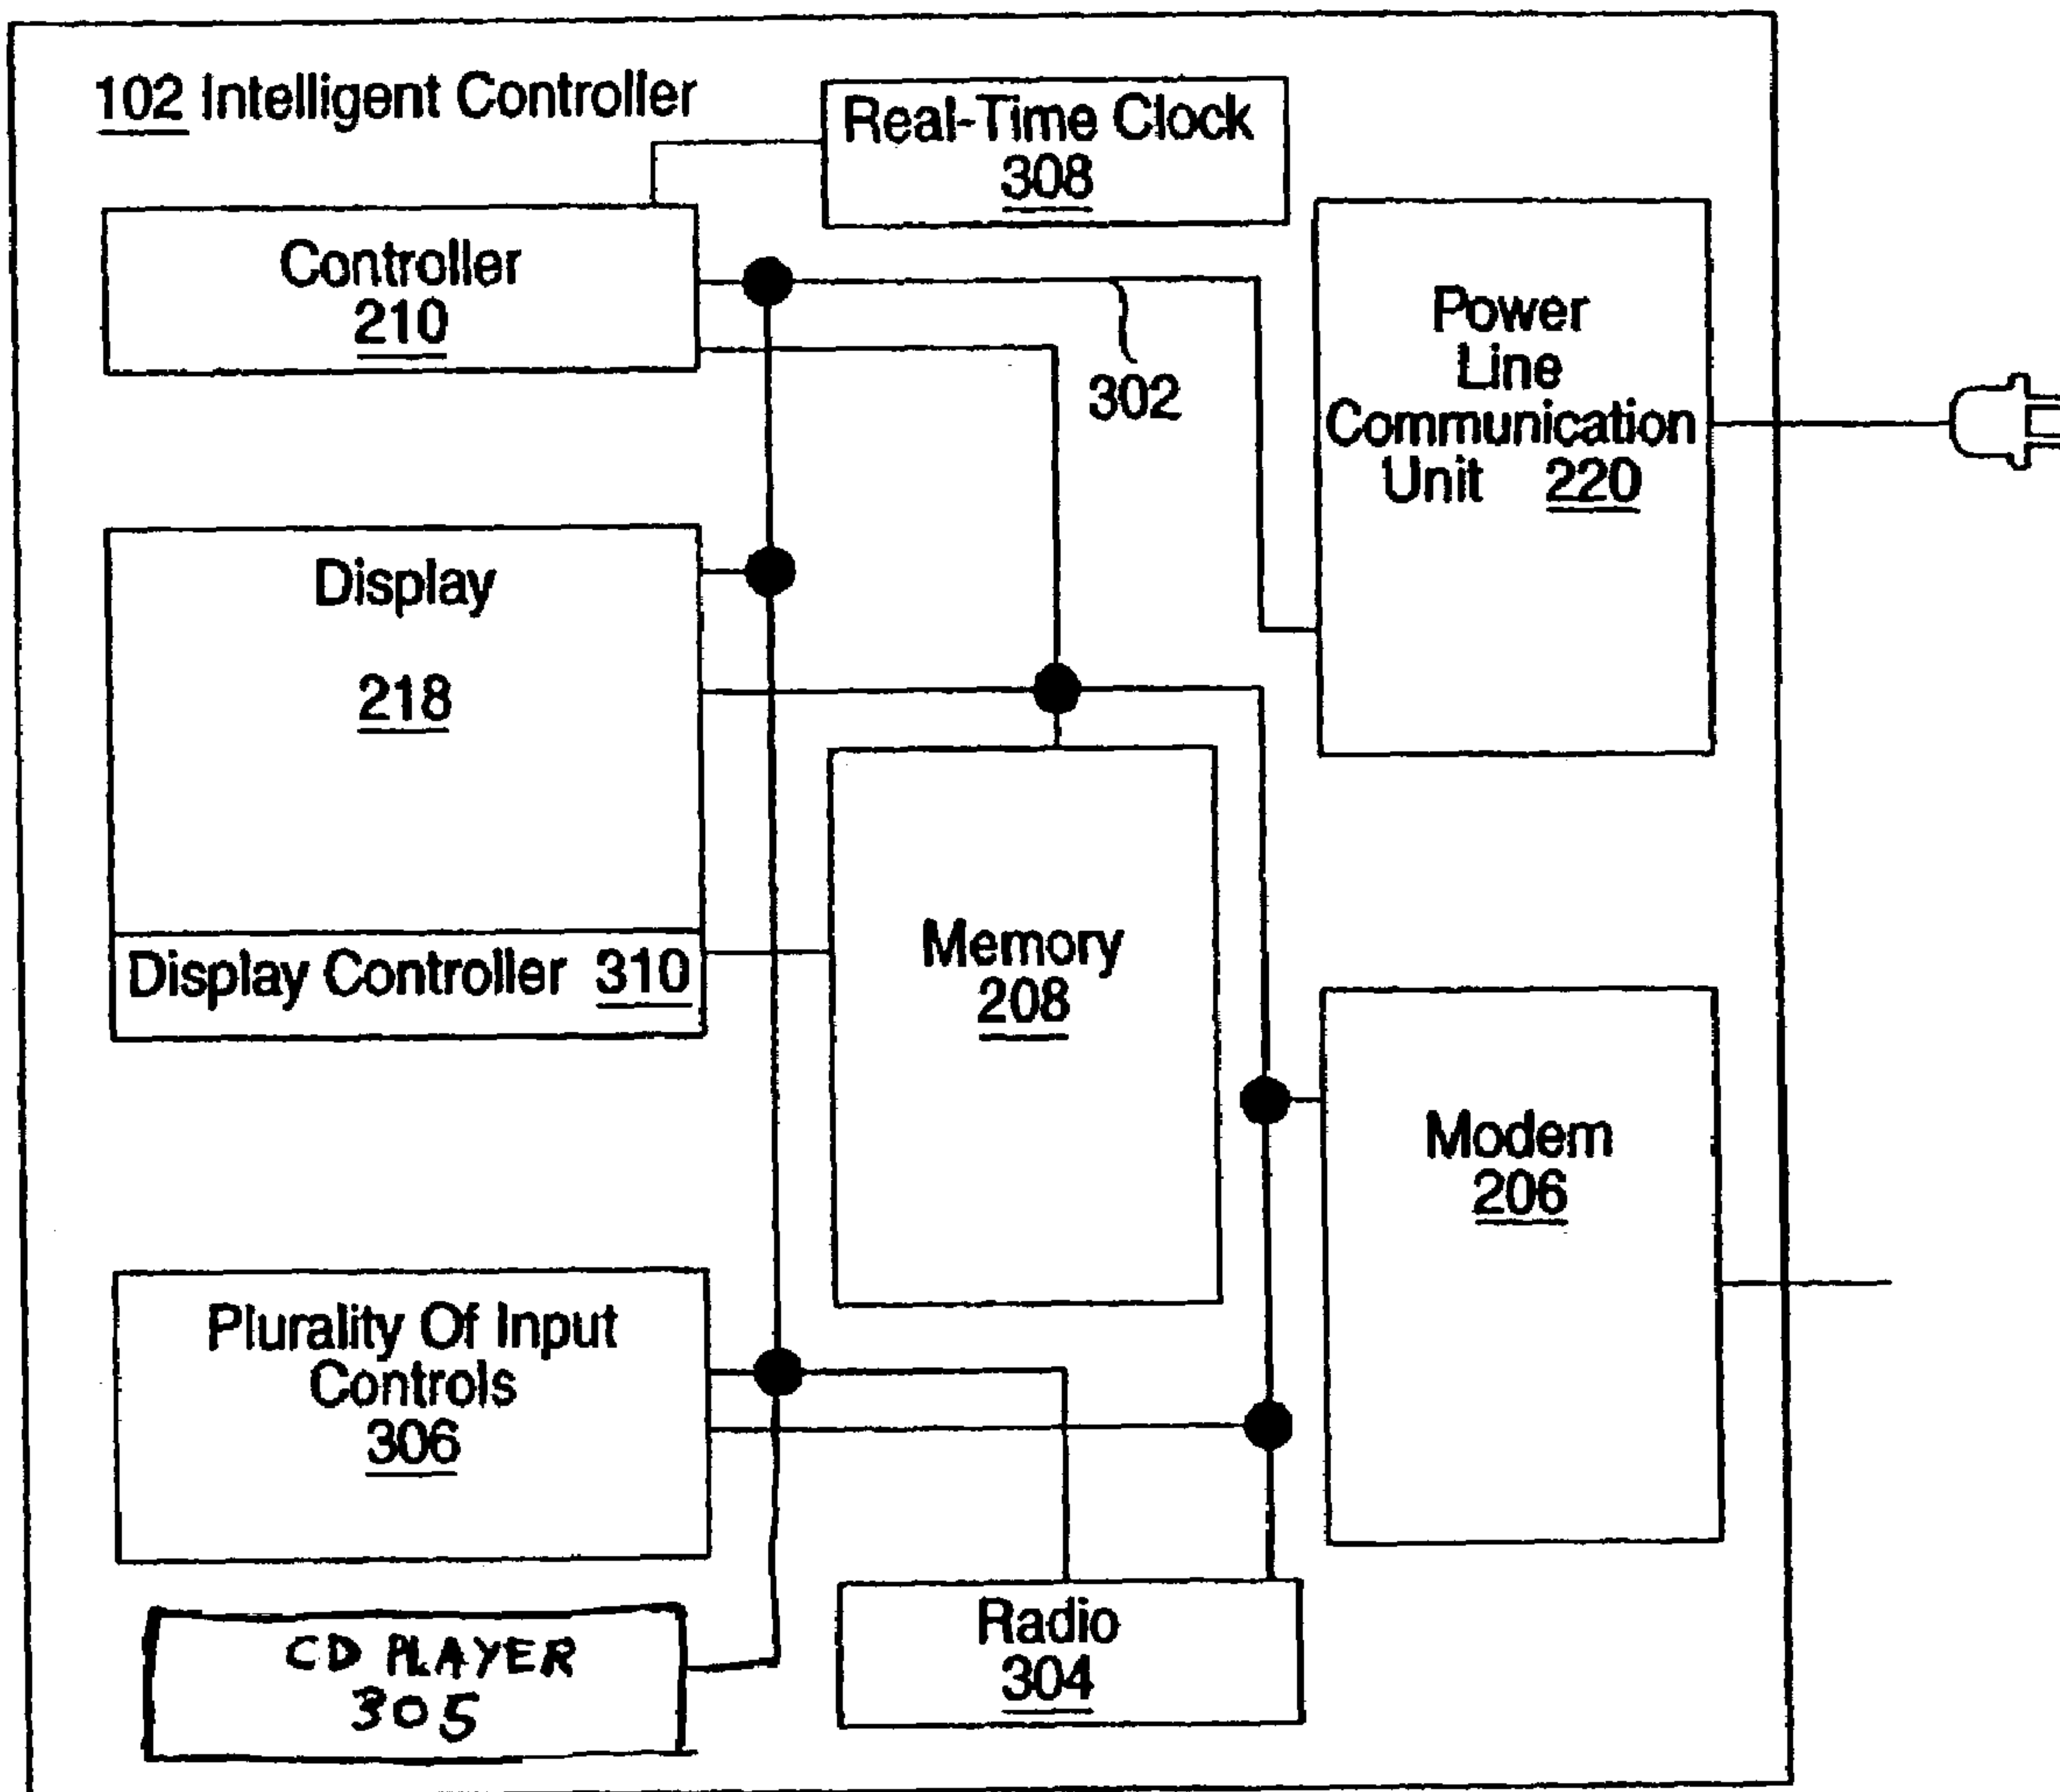 102 Intelligent Controller
Real-Time Clock
308
Controller
210
302
Power
Line
Communication
Unit 220
Display
218
Display Controller 310
Memory
208
Modem
206
Plurality Of Input
Controls
306
CD PLAYER
305
Radio
304